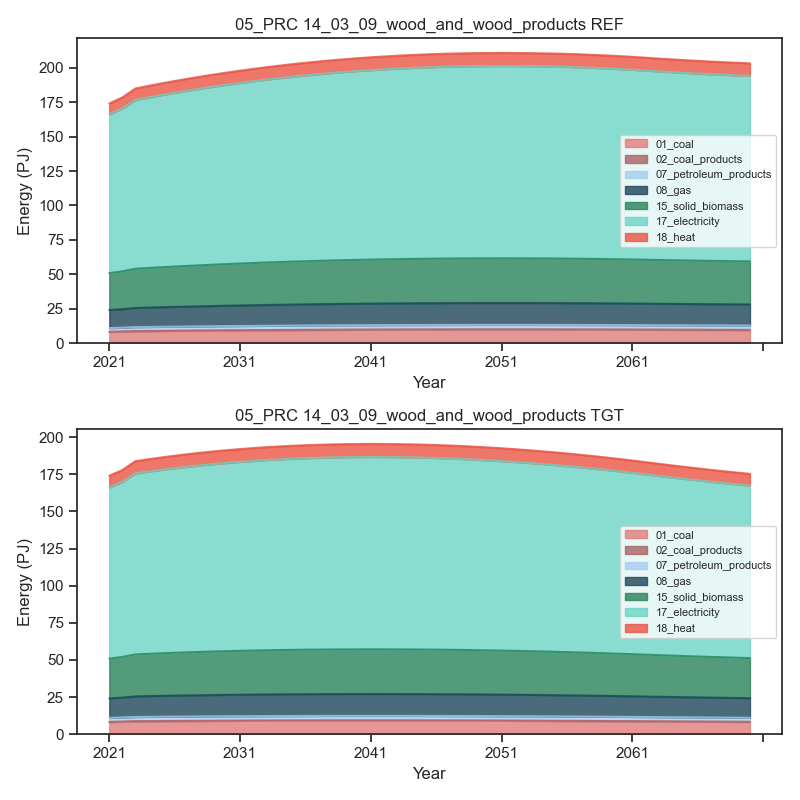 05_PRC 14_03_09_wood_and_wood_products REF
Energy (PJ)
200
175
150
125
100
75
50
25
0
01_coal
02_coal_products
07_petroleum_products
08_gas
15_solid_biomass
17_electricity
18_heat
2021 2031 2041 2051 2061
Year
05_PRC 14_03_09_wood_and_wood_products TGT
Energy (PJ)
200
175
150
125
100
75
50
25
0
01_coal
02_coal_products
07_petroleum_products
08_gas
15_solid_biomass
17_electricity
18_heat
2021 2031 2041 2051 2061
Year